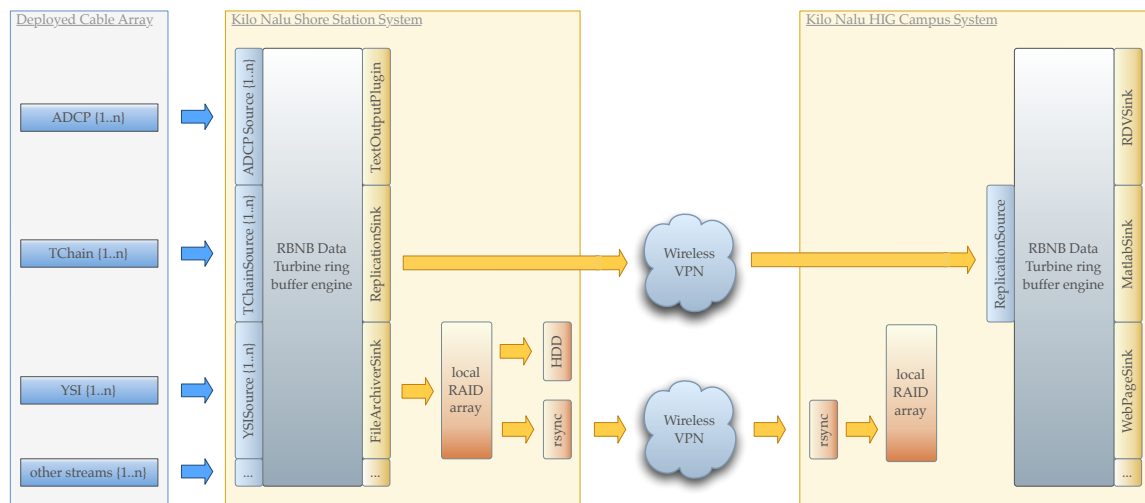 Deployed Cable Array
ADCP {1..n}
TChain {1..n}
YSI {1..n}
other streams {1..n}
Kilo Nalu Shore Station System
ADCP Source {1..n}
TChainSource {1..n}
YSISource {1..n}
...
RBNB Data
Turbine ring
buffer engine
TextOutputPlugin
ReplicationSink
FileArchiverSink
...
local
RAID
array
HDD
rsync
Wireless
VPN
Wireless
VPN
Kilo Nalu HIG Campus System
rsync
local
RAID
array
ReplicationSource
RBNB Data
Turbine ring
buffer engine
RDVSink
MatlabSink
WebPageSink
...